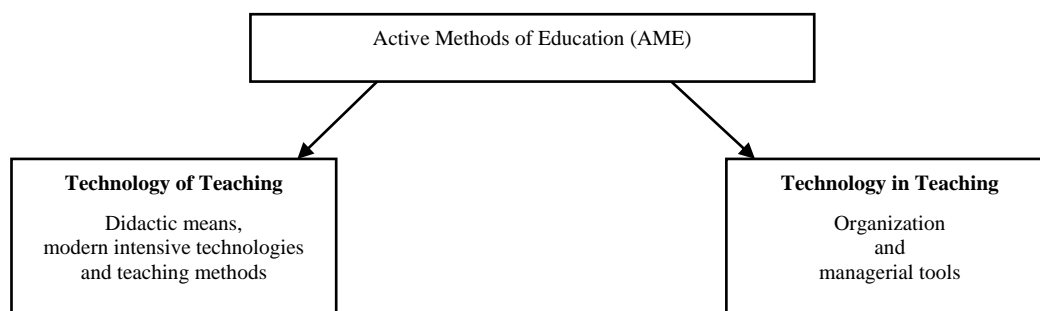 Active Methods of Education (AME)
Technology of Teaching
Didactic means,
modern intensive technologies
and teaching methods
Technology in Teaching
Organization
and
managerial tools